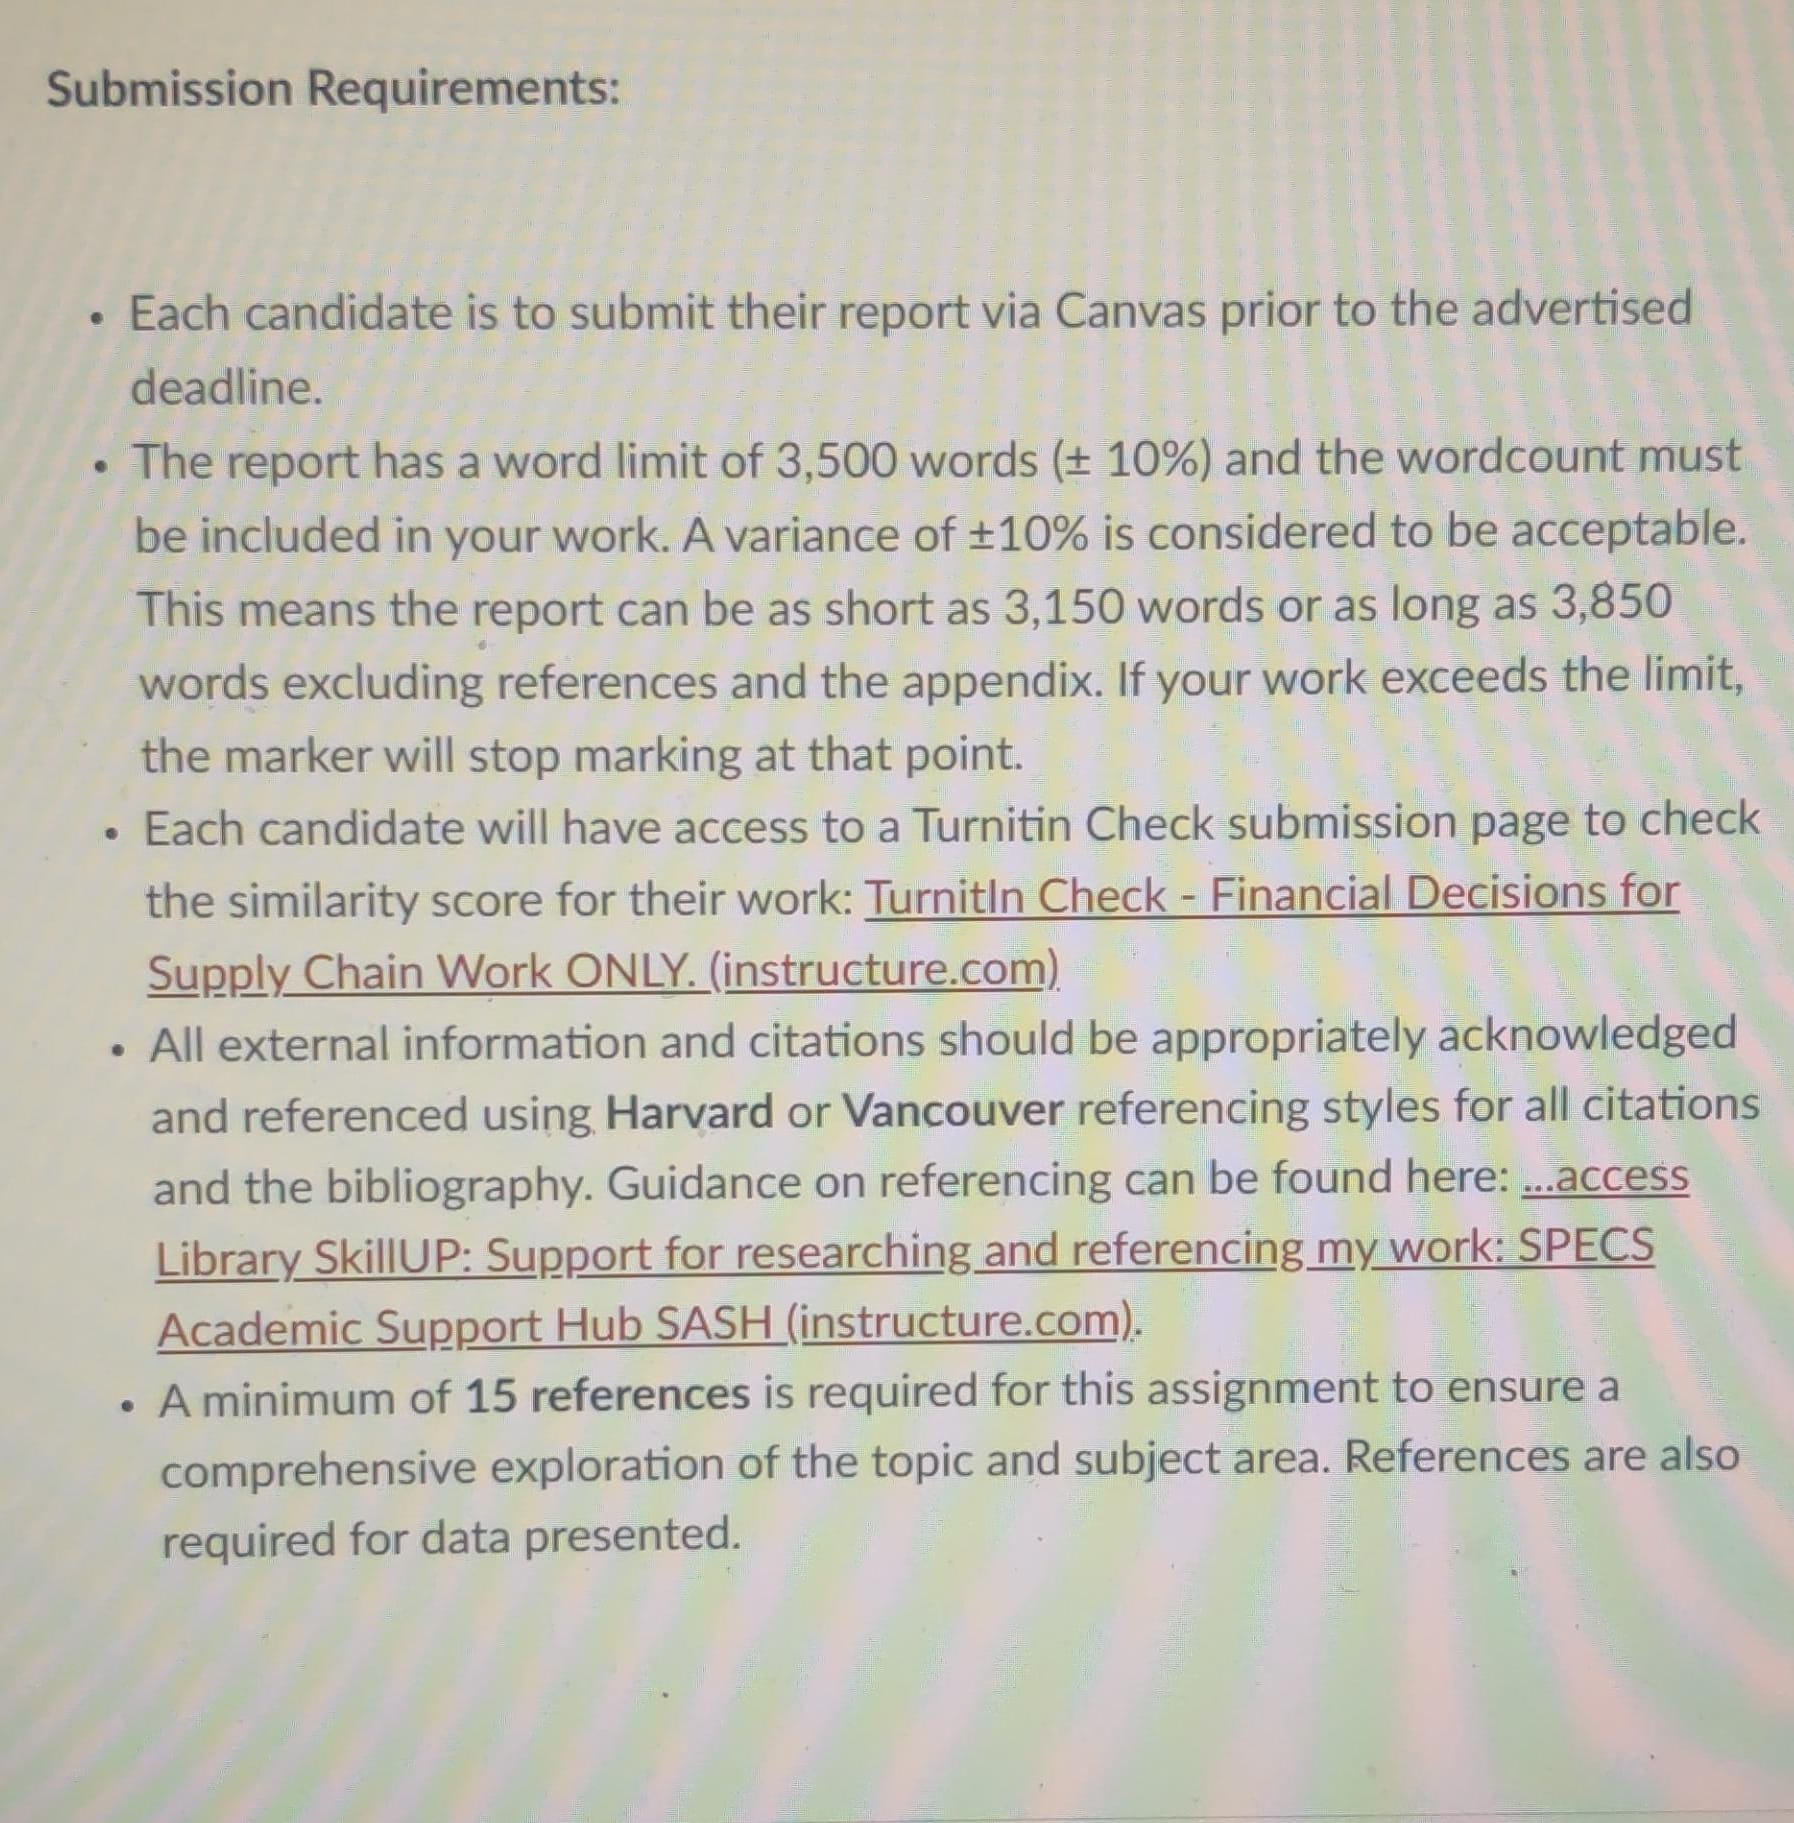 Submission Requirements:
• Each candidate is to submit their report via Canvas prior to the advertised
deadline.
• The report has a word limit of 3,500 words (± 10%) and the wordcount must
be included in your work. A variance of ±10% is considered to be acceptable.
This means the report can be as short as 3,150 words or as long as 3,850
words excluding references and the appendix. If your work exceeds the limit,
the marker will stop marking at that point.
• Each candidate will have access to a Turnitin Check submission page to check
the similarity score for their work: TurnitIn Check - Financial Decisions for
Supply Chain Work ONLY. (instructure.com)
• All external information and citations should be appropriately acknowledged
and referenced using Harvard or Vancouver referencing styles for all citations
and the bibliography. Guidance on referencing can be found here: ...access
Library SkillUP: Support for researching and referencing my work: SPECS
Academic Support Hub SASH (instructure.com).
• A minimum of 15 references is required for this assignment to ensure a
comprehensive exploration of the topic and subject area. References are also
required for data presented.